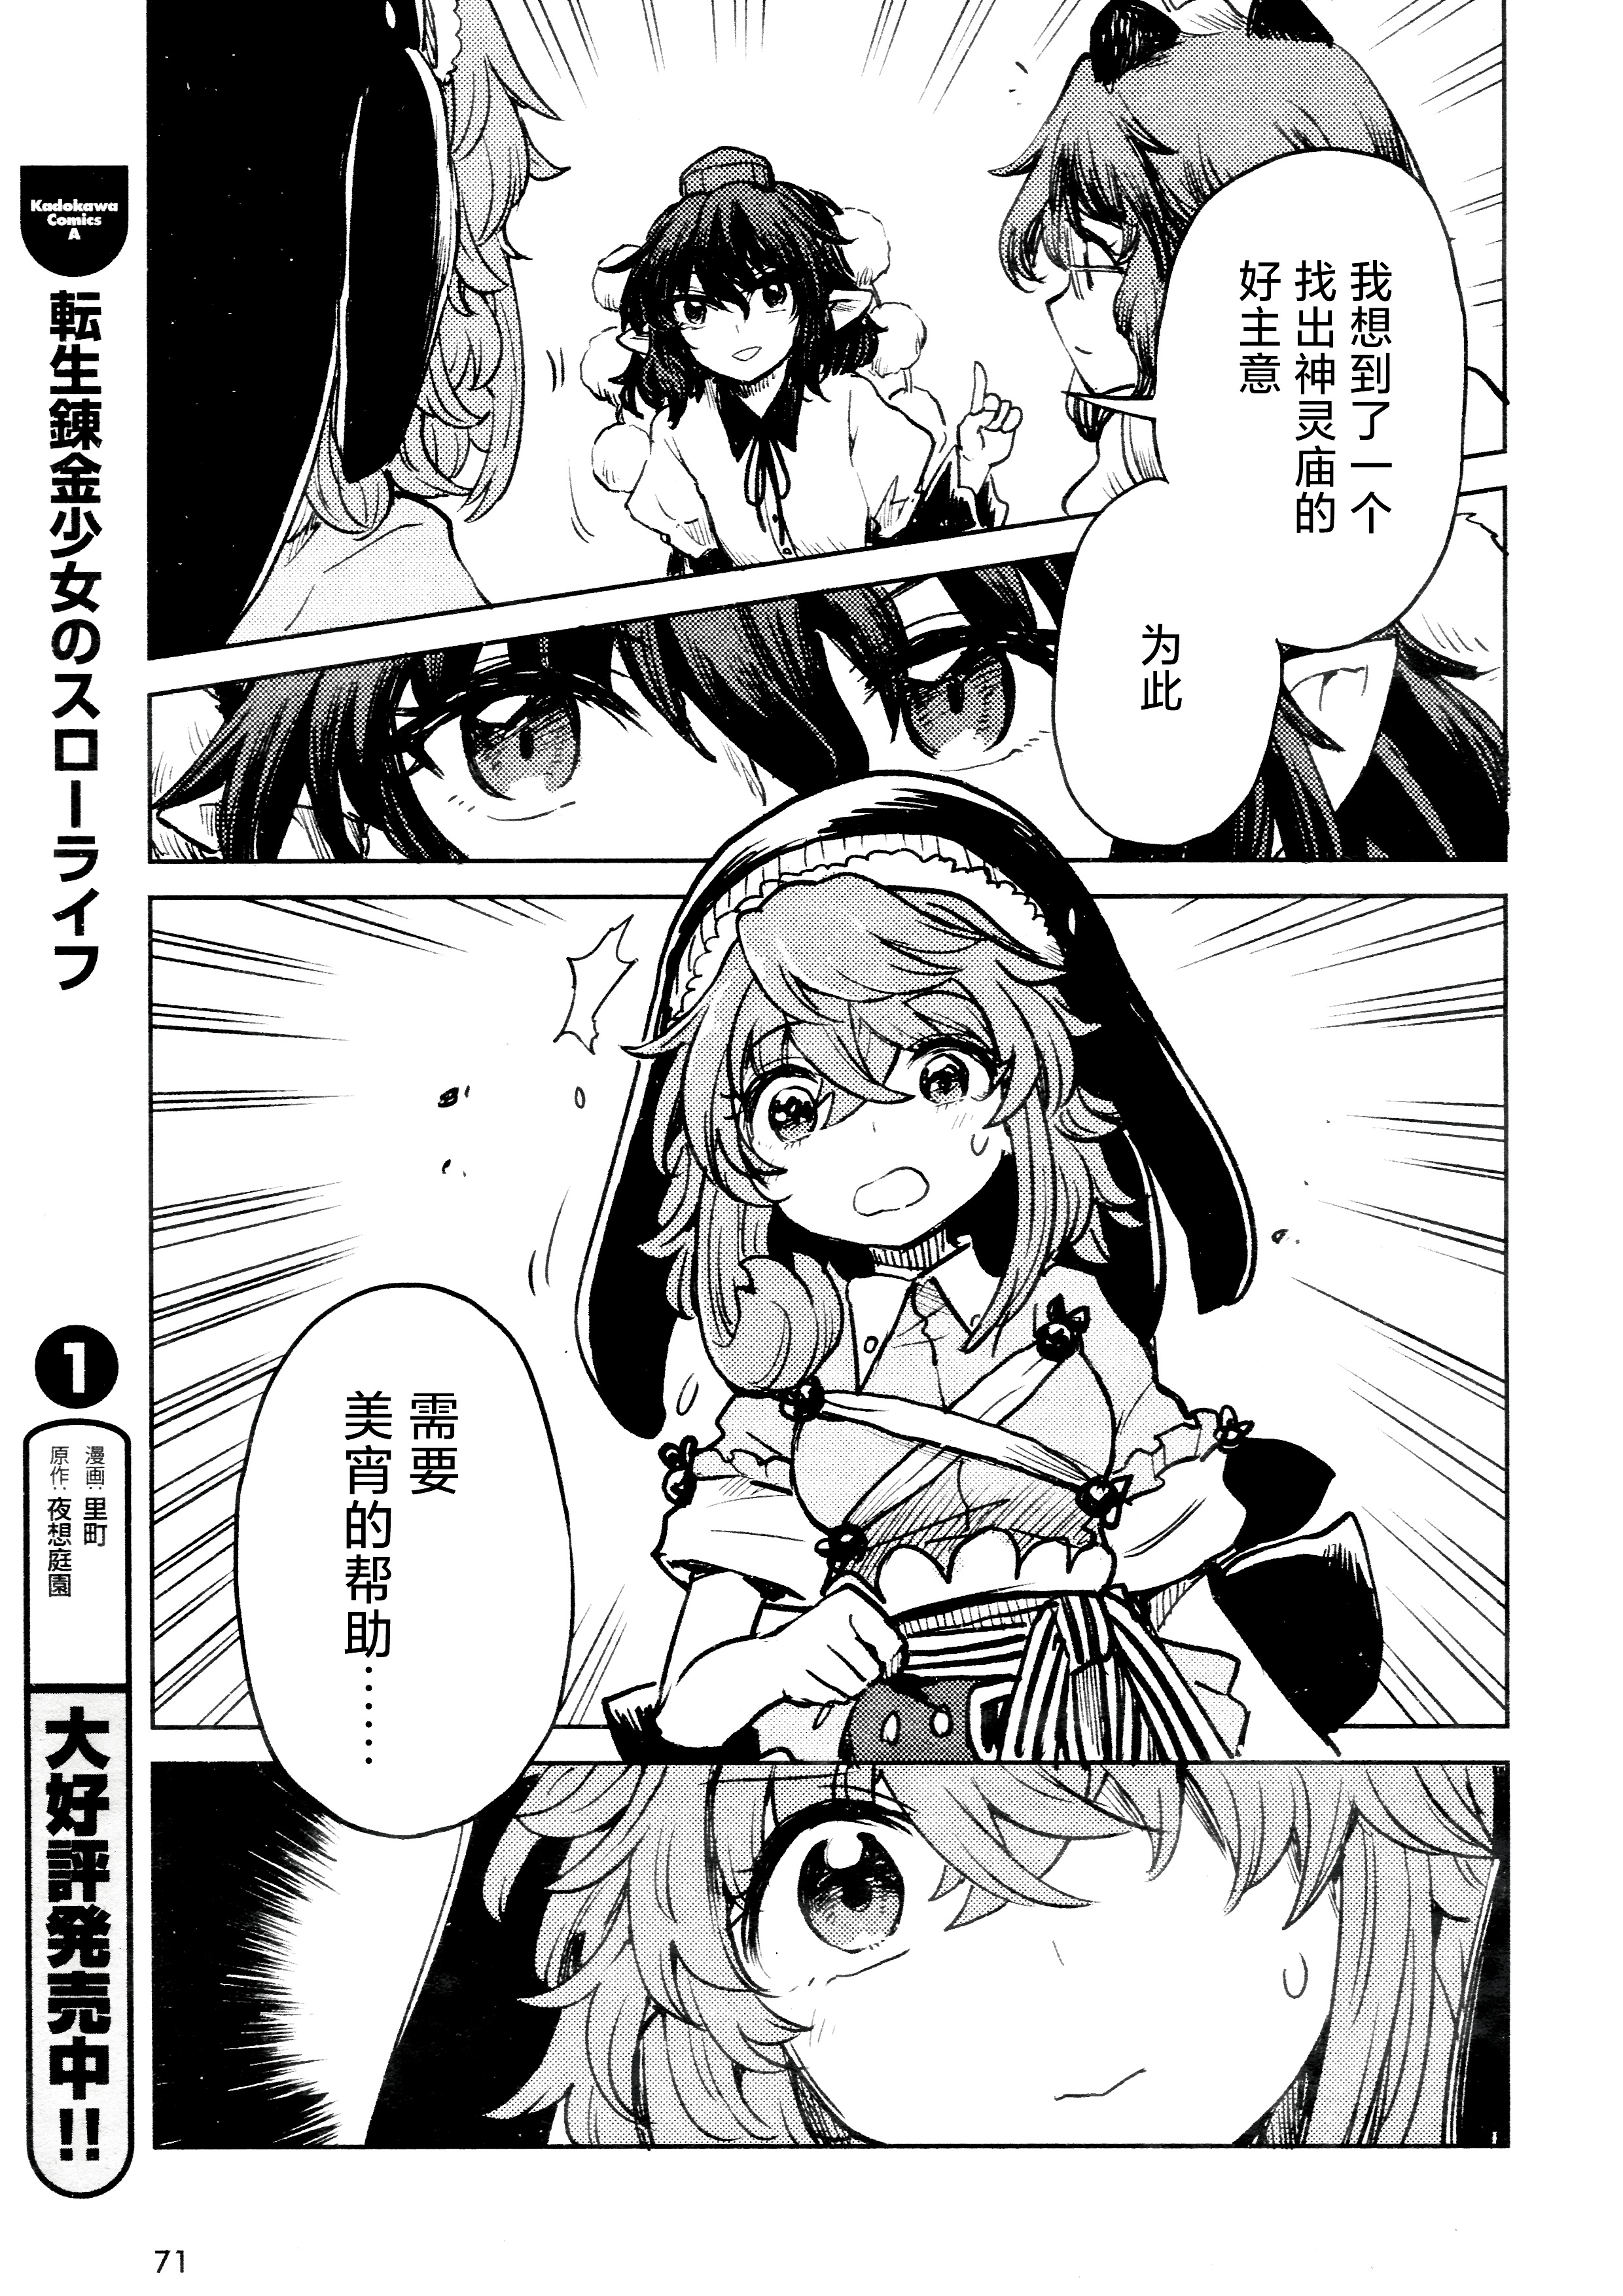 我想到了一个
找出神灵庙的
好主意
为此
需要
美宵的帮助……
Kadokawa
Comics
A
転生錬金少女のスローライフ
1
漫画:里町
原作:夜想庭園
大好評発売中!!
71